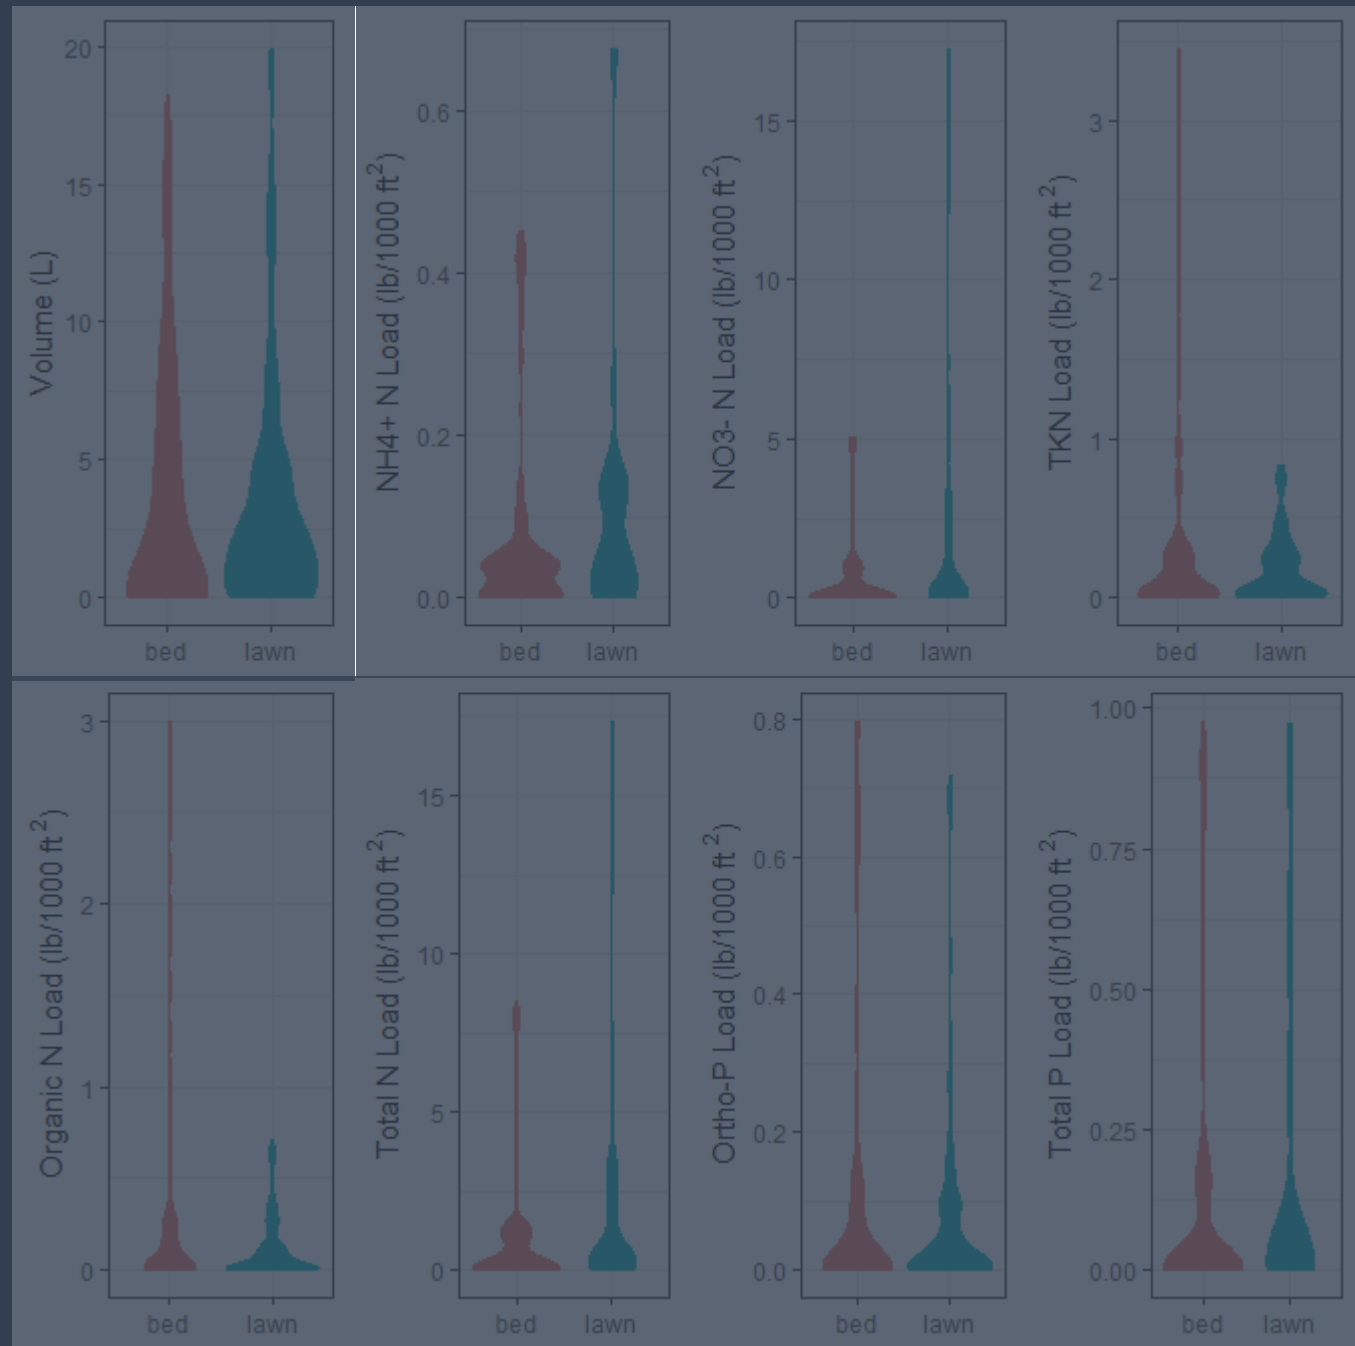 Volume (L)
20
15
10
5
0
bed lawn
NH4+ N Load (lb/1000 ft²)
0.6
0.4
0.2
0.0
bed lawn
NO3- N Load (lb/1000 ft²)
15
10
5
0
bed lawn
TKN Load (lb/1000 ft²)
3
2
1
0
bed lawn
Organic N Load (lb/1000 ft²)
3
2
1
0
bed lawn
Total N Load (lb/1000 ft²)
15
10
5
0
bed lawn
Ortho-P Load (lb/1000 ft²)
0.8
0.6
0.4
0.2
0.0
bed lawn
Total P Load (lb/1000 ft²)
1.00
0.75
0.50
0.25
0.00
bed lawn